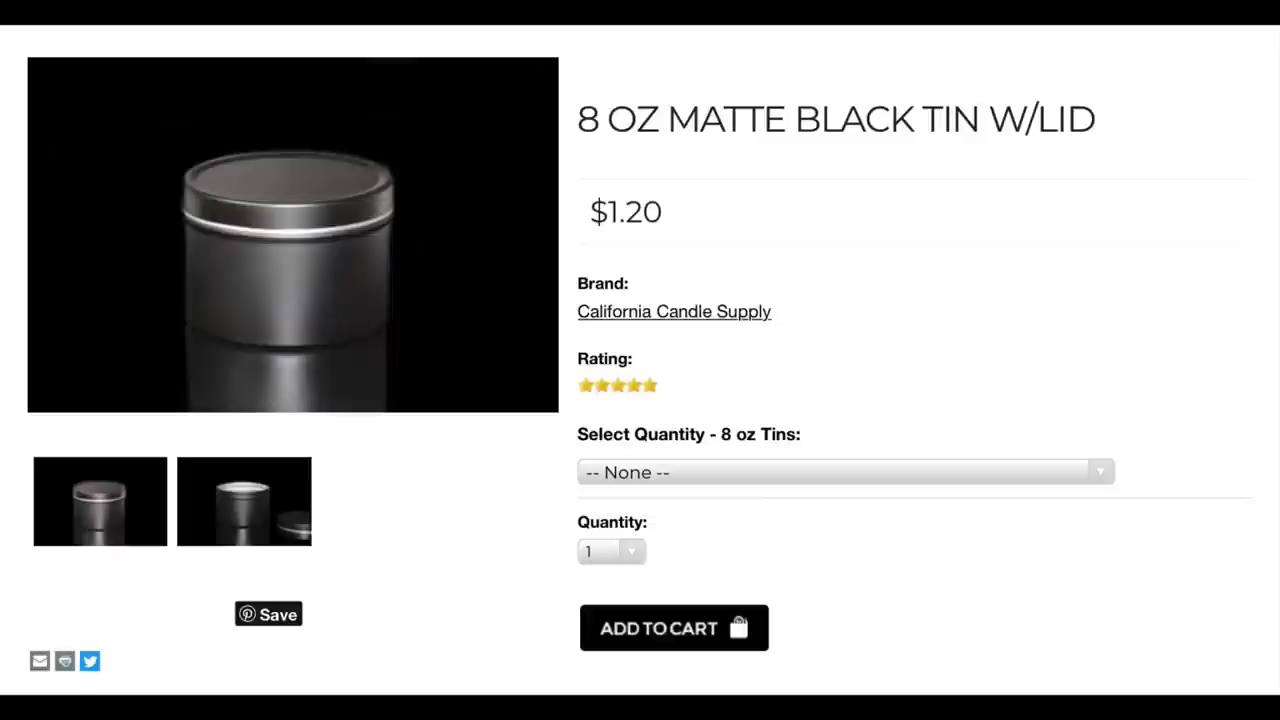 8 OZ MATTE BLACK TIN W/LID
$1.20
Brand:
California Candle Supply
Rating:
Select Quantity - 8 oz Tins:
-- None --
Quantity:
1
Save
ADD TO CART